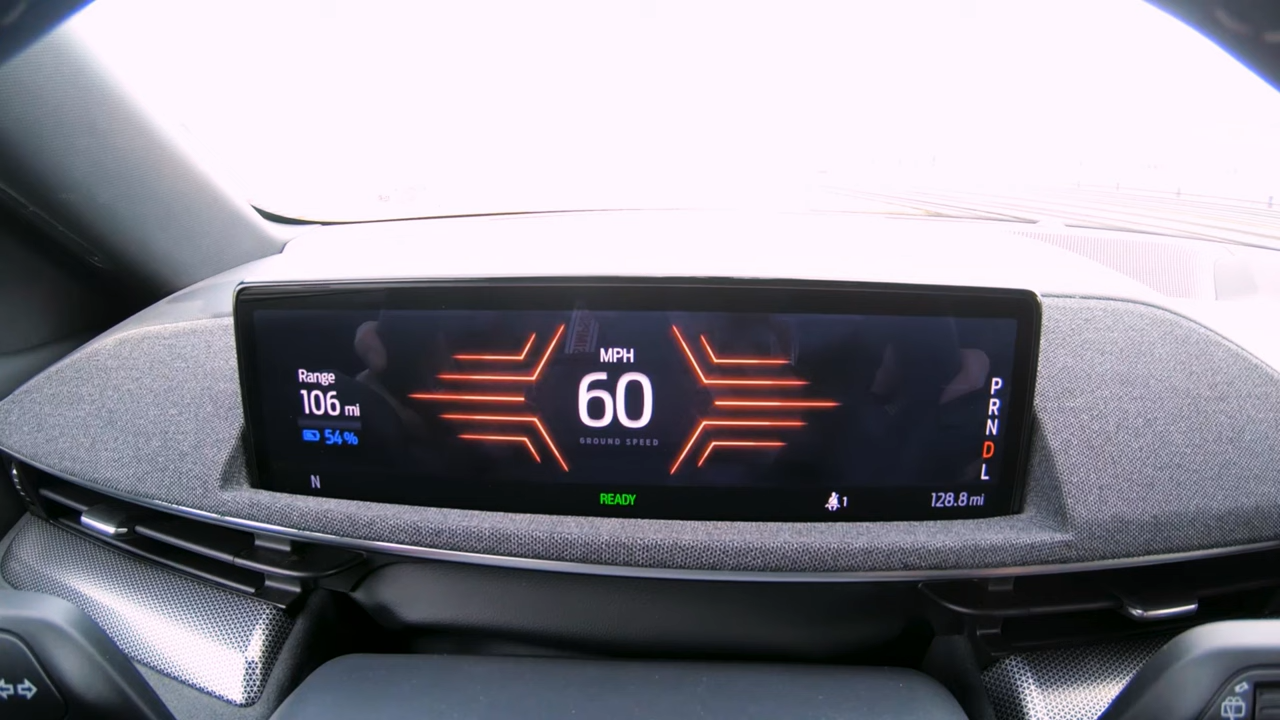 Range
106 mi
54%
N
MPH
60
GROUND SPEED
READY
1
128.8 mi
P
R
N
D
L